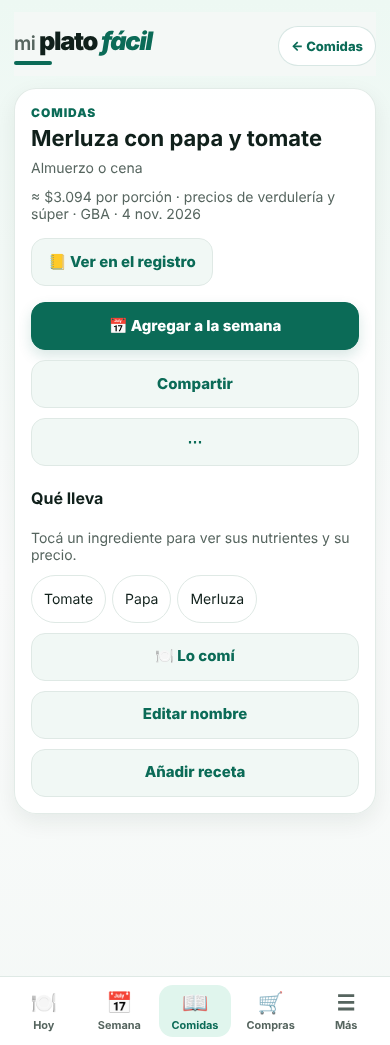 mi plato fácil
← Comidas
COMIDAS
Merluza con papa y tomate
Almuerzo o cena
≈ $3.094 por porción · precios de verdulería y
súper · GBA · 4 nov. 2026
📒 Ver en el registro
📅 Agregar a la semana
Compartir
...
Qué lleva
Tocá un ingrediente para ver sus nutrientes y su
precio.
Tomate Papa Merluza
🍽️ Lo comí
Editar nombre
Añadir receta
Hoy Semana Comidas Compras Más